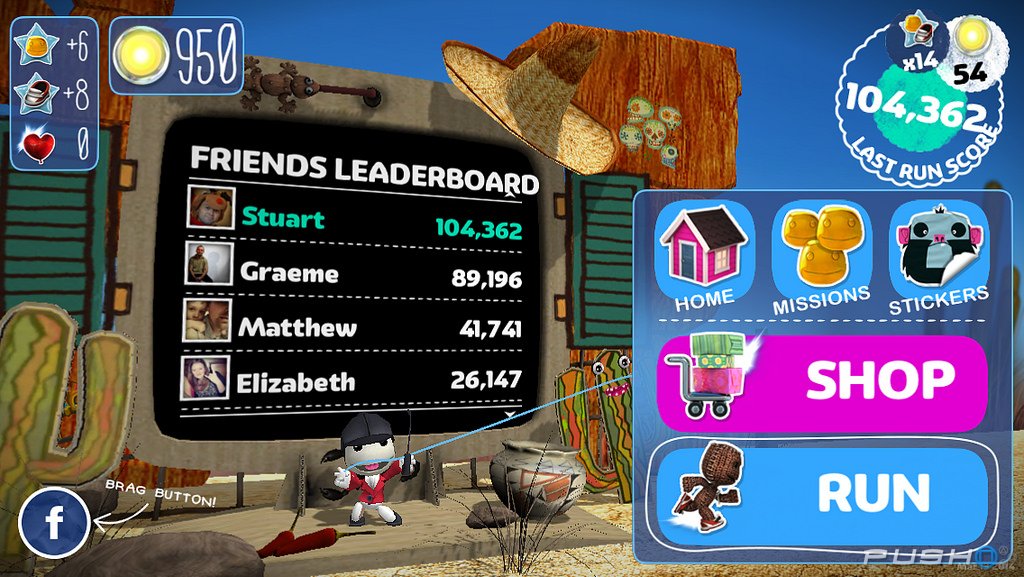 +6
+8
0
950
x14
54
104,362
LAST RUN SCORE
FRIENDS LEADERBOARD
Stuart 104,362
Graeme 89,196
Matthew 41,741
Elizabeth 26,147
HOME
MISSIONS
STICKERS
SHOP
RUN
BRAG BUTTON!
f
PUSH